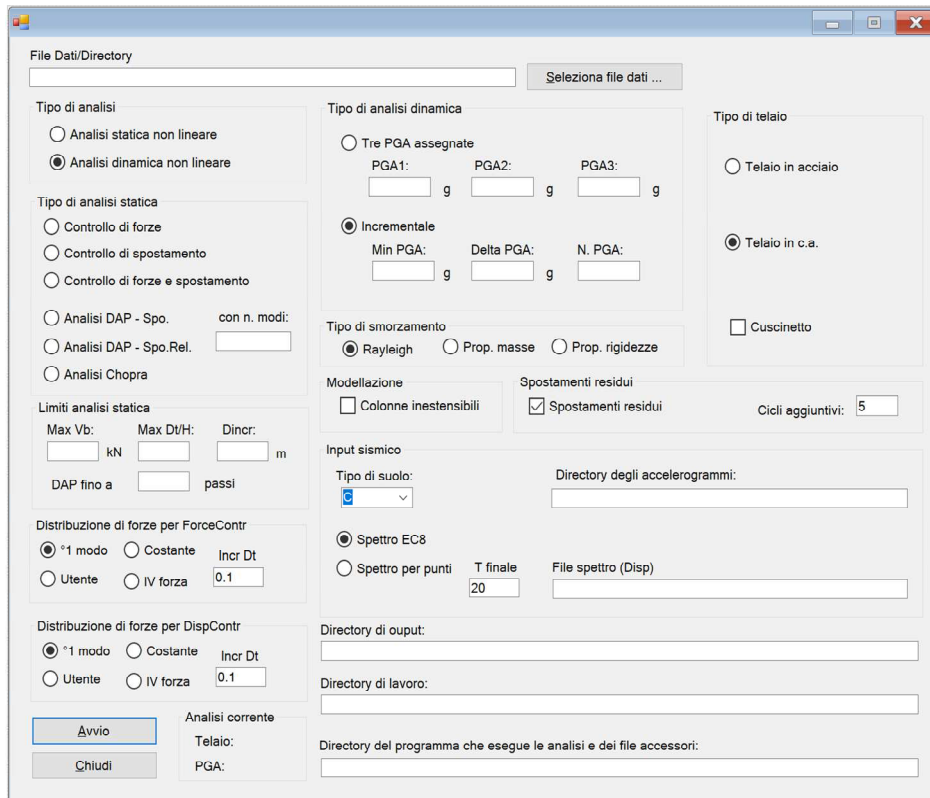 File Dati/Directory
Seleziona file dati ...
Tipo di analisi
Analisi statica non lineare
Analisi dinamica non lineare
Tipo di analisi statica
Controllo di forze
Controllo di spostamento
Controllo di forze e spostamento
Analisi DAP - Spo. con n. modi:
Analisi DAP - Spo.Rel.
Analisi Chopra
Limiti analisi statica
Max Vb: Max Dt/H: Dincr:
kN m
DAP fino a passi
Distribuzione di forze per ForceContr
°1 modo Costante Incr Dt
Utente IV forza 0.1
Distribuzione di forze per DispContr
°1 modo Costante Incr Dt
Utente IV forza 0.1
Avvio
Chiudi
Analisi corrente
Telaio:
PGA:
Tipo di analisi dinamica
Tre PGA assegnate
PGA1: PGA2: PGA3:
g g g
Incrementale
Min PGA: Delta PGA: N. PGA:
g g
Tipo di smorzamento
Rayleigh Prop. masse Prop. rigidezze
Modellazione
Colonne inestensibili
Spostamenti residui
Spostamenti residui Cicli aggiuntivi: 5
Input sismico
Tipo di suolo: Directory degli accelerogrammi:
C
Spettro EC8
Spettro per punti T finale File spettro (Disp)
20
Directory di ouput:
Directory di lavoro:
Directory del programma che esegue le analisi e dei file accessori:
Tipo di telaio
Telaio in acciaio
Telaio in c.a.
Cuscinetto